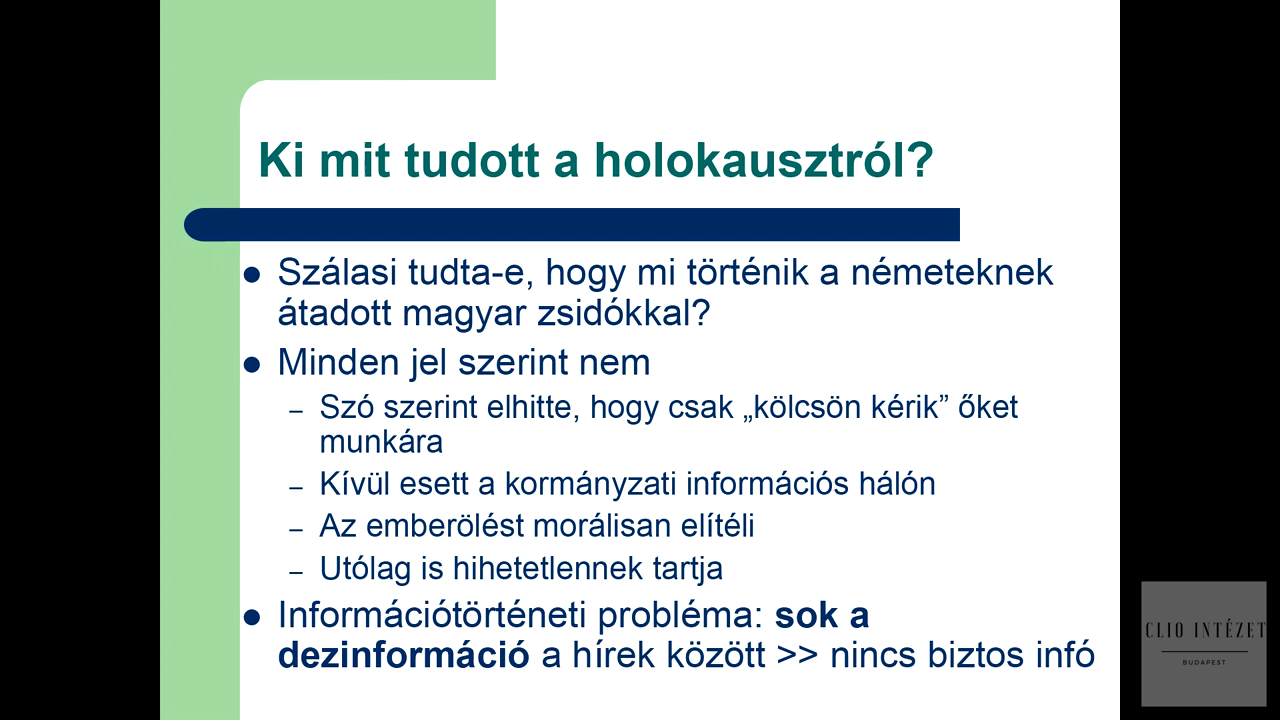 Ki mit tudott a holokausztról?
● Szálasi tudta-e, hogy mi történik a németeknek
átadott magyar zsidókkal?
● Minden jel szerint nem
– Szó szerint elhitte, hogy csak „kölcsön kérik” őket
munkára
– Kívül esett a kormányzati információs hálón
– Az emberölést morálisan elítéli
– Utólag is hihetetlennek tartja
● Információtörténeti probléma: sok a
dezinformáció a hírek között >> nincs biztos infó
CLIO INTÉZET
BUDAPEST